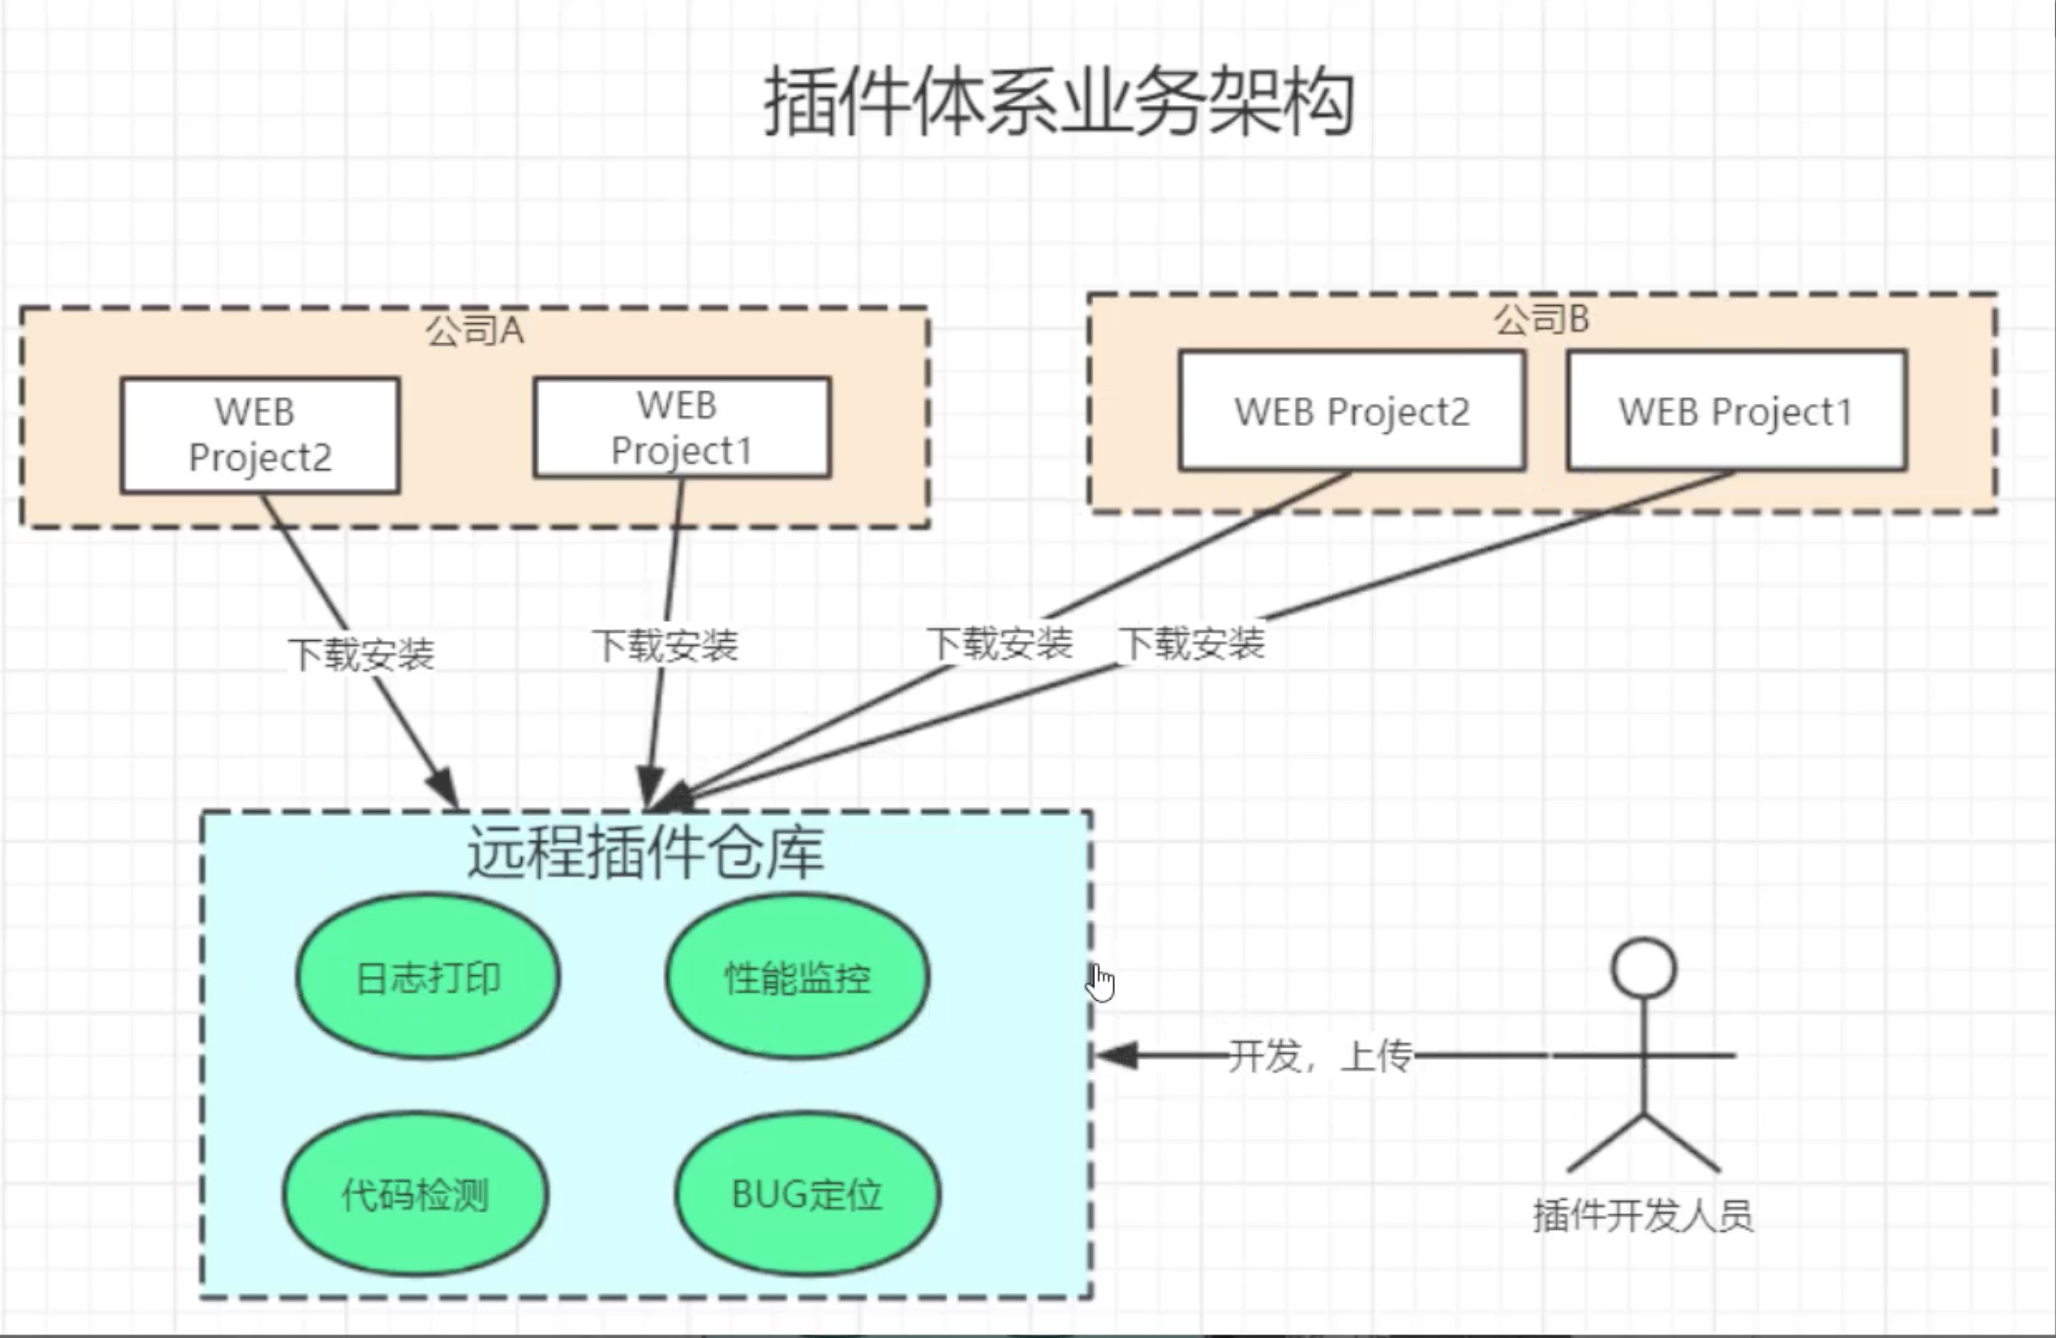 插件体系业务架构
公司A
WEB
Project2
WEB
Project1
公司B
WEB Project2
WEB Project1
下载安装
下载安装
下载安装
下载安装
远程插件仓库
日志打印
性能监控
开发，上传
代码检测
BUG定位
插件开发人员